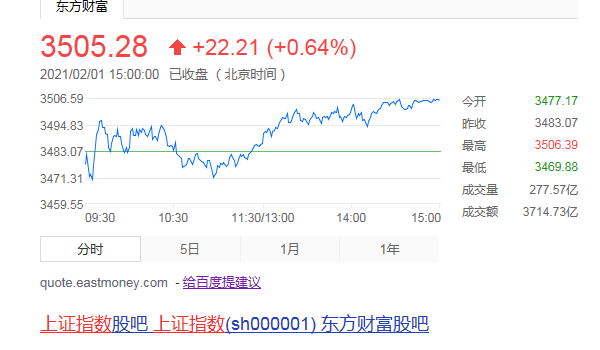 东方财富
3505.28 +22.21 (+0.64%)
2021/02/01 15:00:00 已收盘 ( 北京时间 )
3506.59
3494.83
3483.07
3471.31
3459.55
09:30 10:30 11:30/13:00 14:00 15:00
今开 3477.17
昨收 3483.07
最高 3506.39
最低 3469.88
成交量 277.57亿
成交额 3714.73亿
分时 5日 1月 1年
quote.eastmoney.com - 给百度提建议
上证指数股吧_上证指数(sh000001)_东方财富股吧